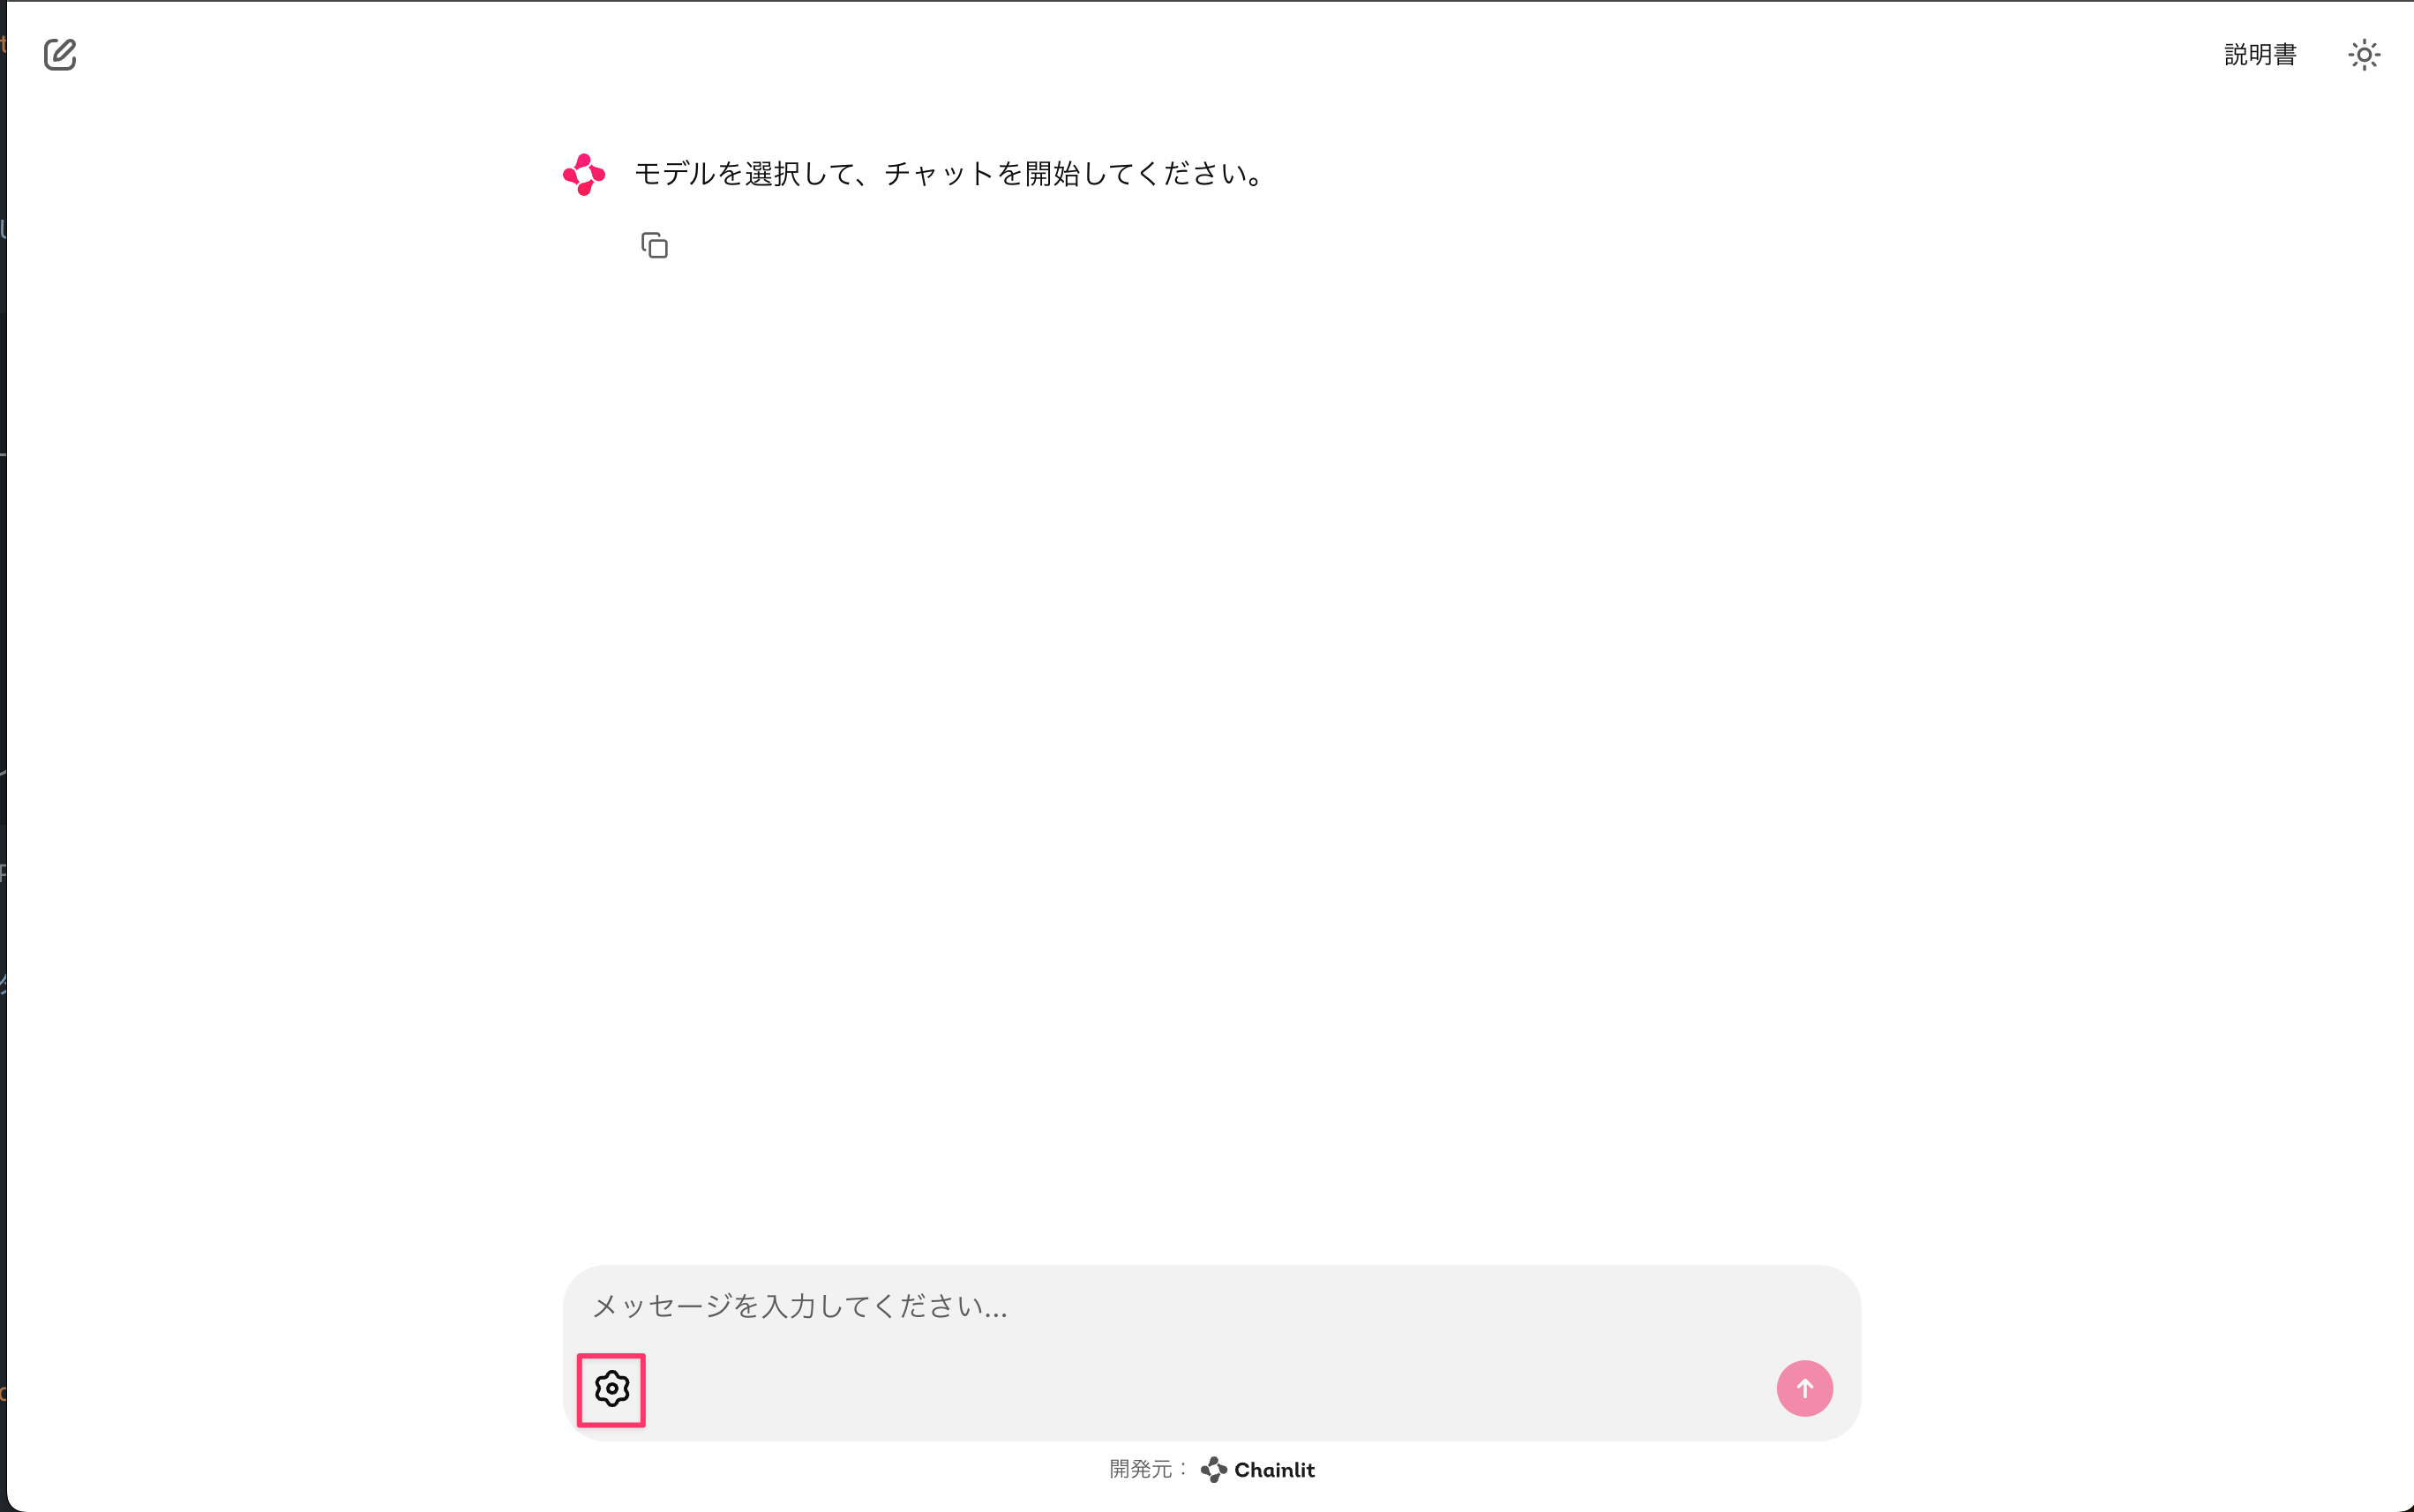 説明書
モデルを選択して、チャットを開始してください。
メッセージを入力してください...
開発元： Chainlit